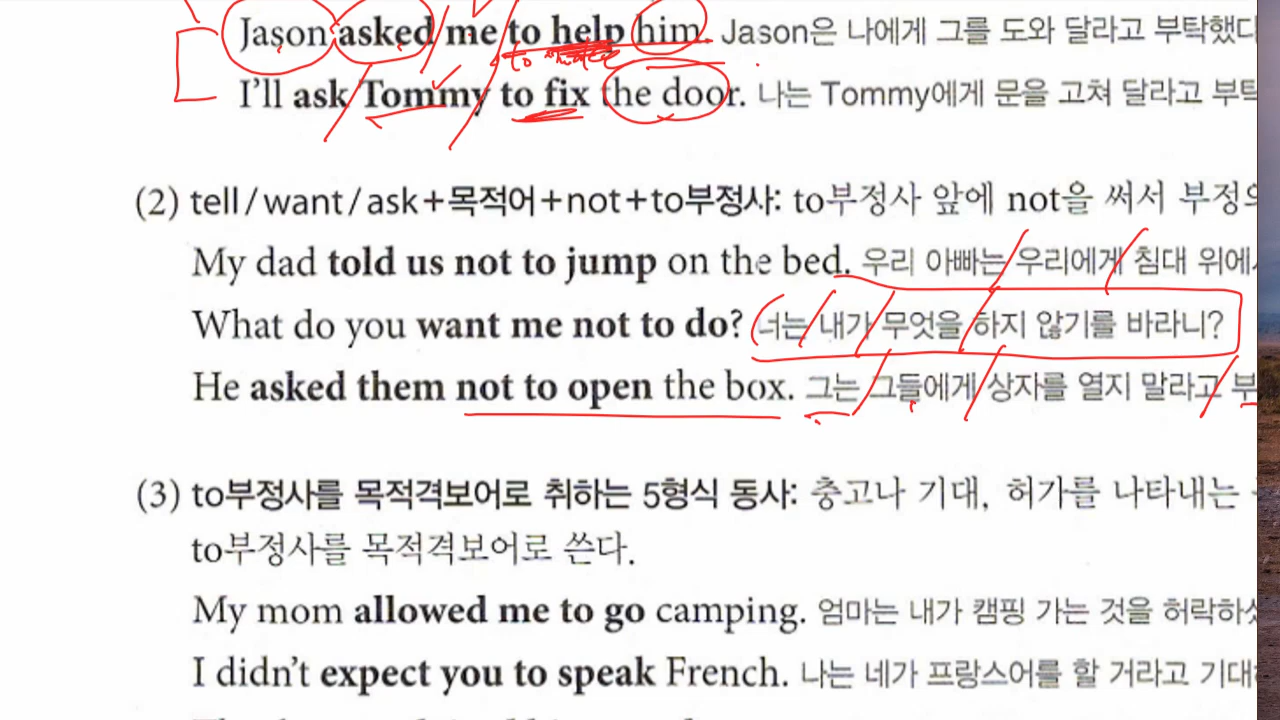 Jason asked me to help him. Jason은 나에게 그를 도와 달라고 부탁했다
I'll ask Tommy to fix the door. 나는 Tommy에게 문을 고쳐 달라고 부탁
(2) tell/want/ask+목적어+not+to부정사: to부정사 앞에 not을 써서 부정으
My dad told us not to jump on the bed. 우리 아빠는 우리에게 침대 위에
What do you want me not to do? 너는 내가 무엇을 하지 않기를 바라니?
He asked them not to open the box. 그는 그들에게 상자를 열지 말라고 부
(3) to부정사를 목적격보어로 취하는 5형식 동사: 충고나 기대, 허가를 나타내는
to부정사를 목적격보어로 쓴다.
My mom allowed me to go camping. 엄마는 내가 캠핑 가는 것을 허락하셨
I didn't expect you to speak French. 나는 네가 프랑스어를 할 거라고 기대